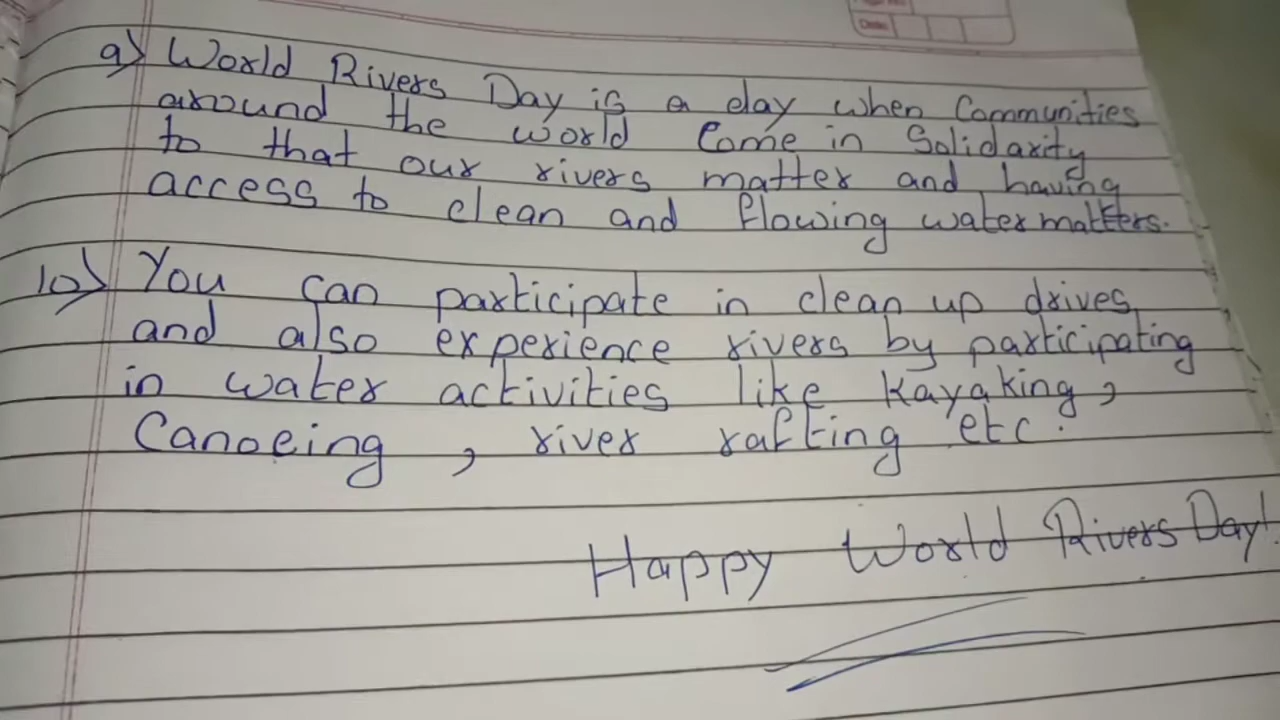 Date
9) World Rivers Day is a day when Communities
around the world Come in Solidarity
to that our rivers matter and having
access to clean and flowing water matters.
10) You can participate in clean up drives
and also experience rivers by participating
in water activities like Kayaking,
Canoeing, river rafting etc.
Happy World Rivers Day!